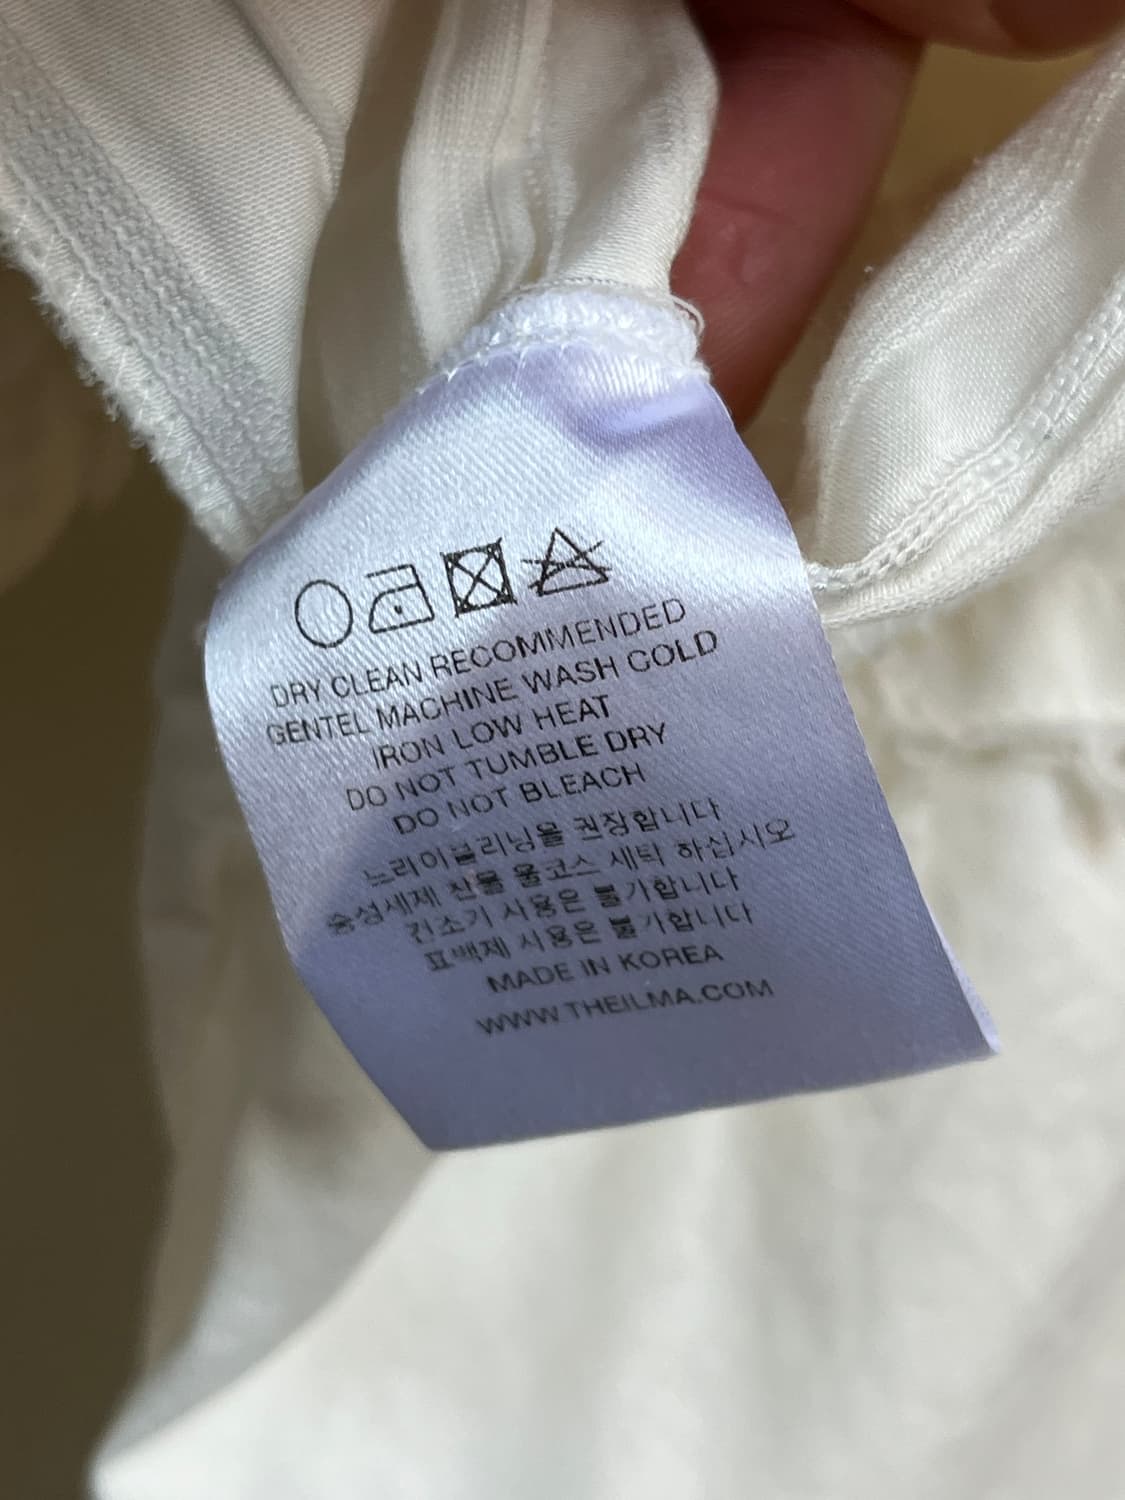 DRY CLEAN RECOMMENDED
GENTEL MACHINE WASH COLD
IRON LOW HEAT
DO NOT TUMBLE DRY
DO NOT BLEACH
느라이클리닝을 권장합니다
중성세제 찬물 울코스 세탁 하십시오
건조기 사용은 불가합니다
표백제 사용은 불가합니다
MADE IN KOREA
WWW.THEILMA.COM